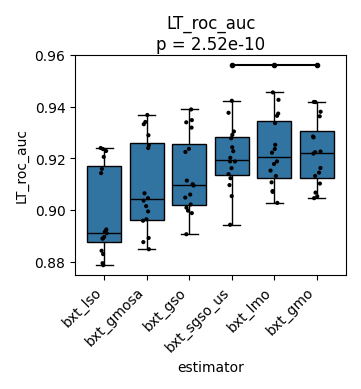 LT_roc_auc
p = 2.52e-10
LT_roc_auc
0.96
0.94
0.92
0.90
0.88
bxt_lso
bxt_gmosa
bxt_gso
bxt_sgso_us
bxt_lmo
bxt_gmo
estimator